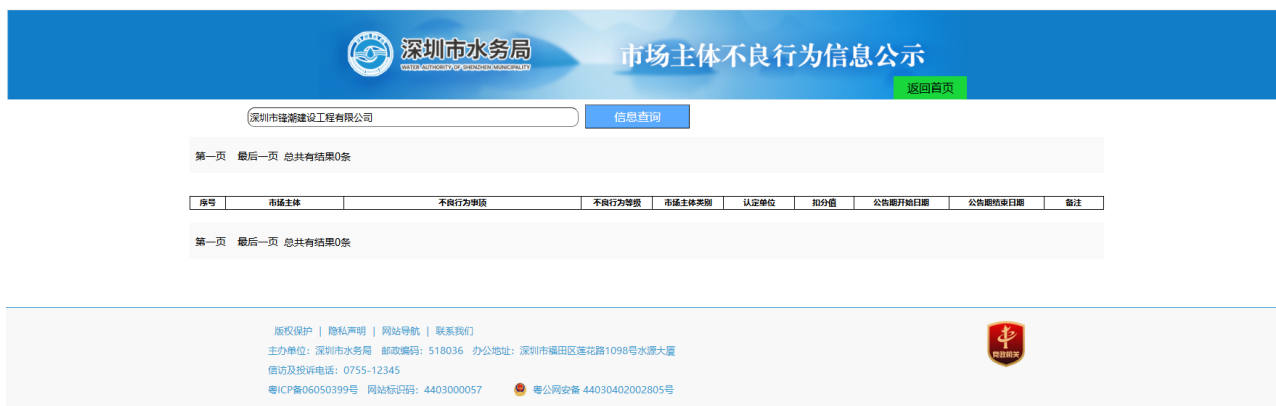 深圳市水务局
WATER AUTHORITY OF SHENZHEN MUNICIPALITY
市场主体不良行为信息公示
返回首页
深圳市锋潮建设工程有限公司 信息查询
第一页 最后一页 总共有结果0条
序号 市场主体 不良行为事项 不良行为等级 市场主体类别 认定单位 扣分值 公告期开始日期 公告期结束日期 备注
第一页 最后一页 总共有结果0条
版权保护 | 隐私声明 | 网站导航 | 联系我们
主办单位：深圳市水务局 邮政编码：518036 办公地址：深圳市福田区莲花路1098号水源大厦
信访及投诉电话：0755-12345
粤ICP备06050399号 网站标识码：4403000057 粤公网安备 44030402002805号
党政机关